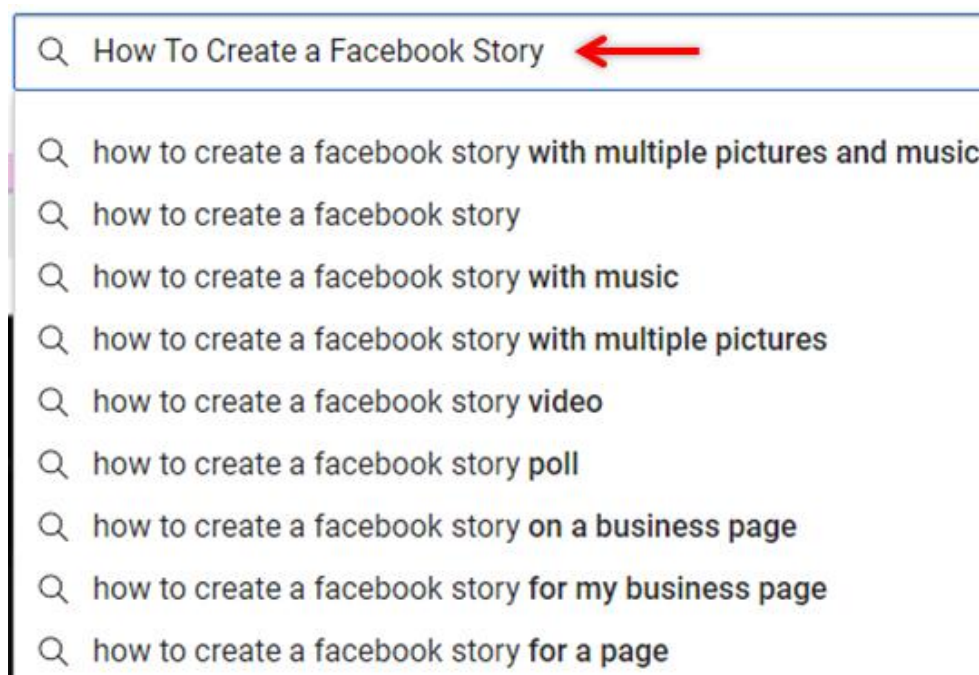 How To Create a Facebook Story
how to create a facebook story with multiple pictures and music
how to create a facebook story
how to create a facebook story with music
how to create a facebook story with multiple pictures
how to create a facebook story video
how to create a facebook story poll
how to create a facebook story on a business page
how to create a facebook story for my business page
how to create a facebook story for a page